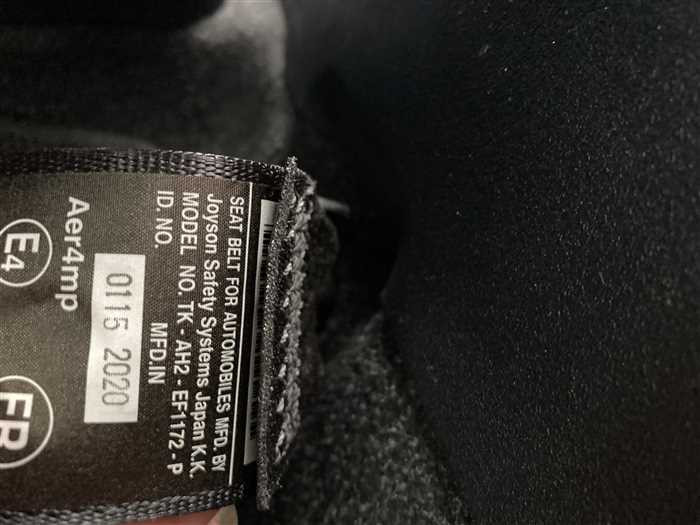 SEAT BELT FOR AUTOMOBILES MFD. BY
Joyson Safety Systems Japan K.K.
MODEL NO. TK - AH2 - EF1172 - P
ID. NO. MFD.IN
0115 2020
Aer4mp
E4
FR